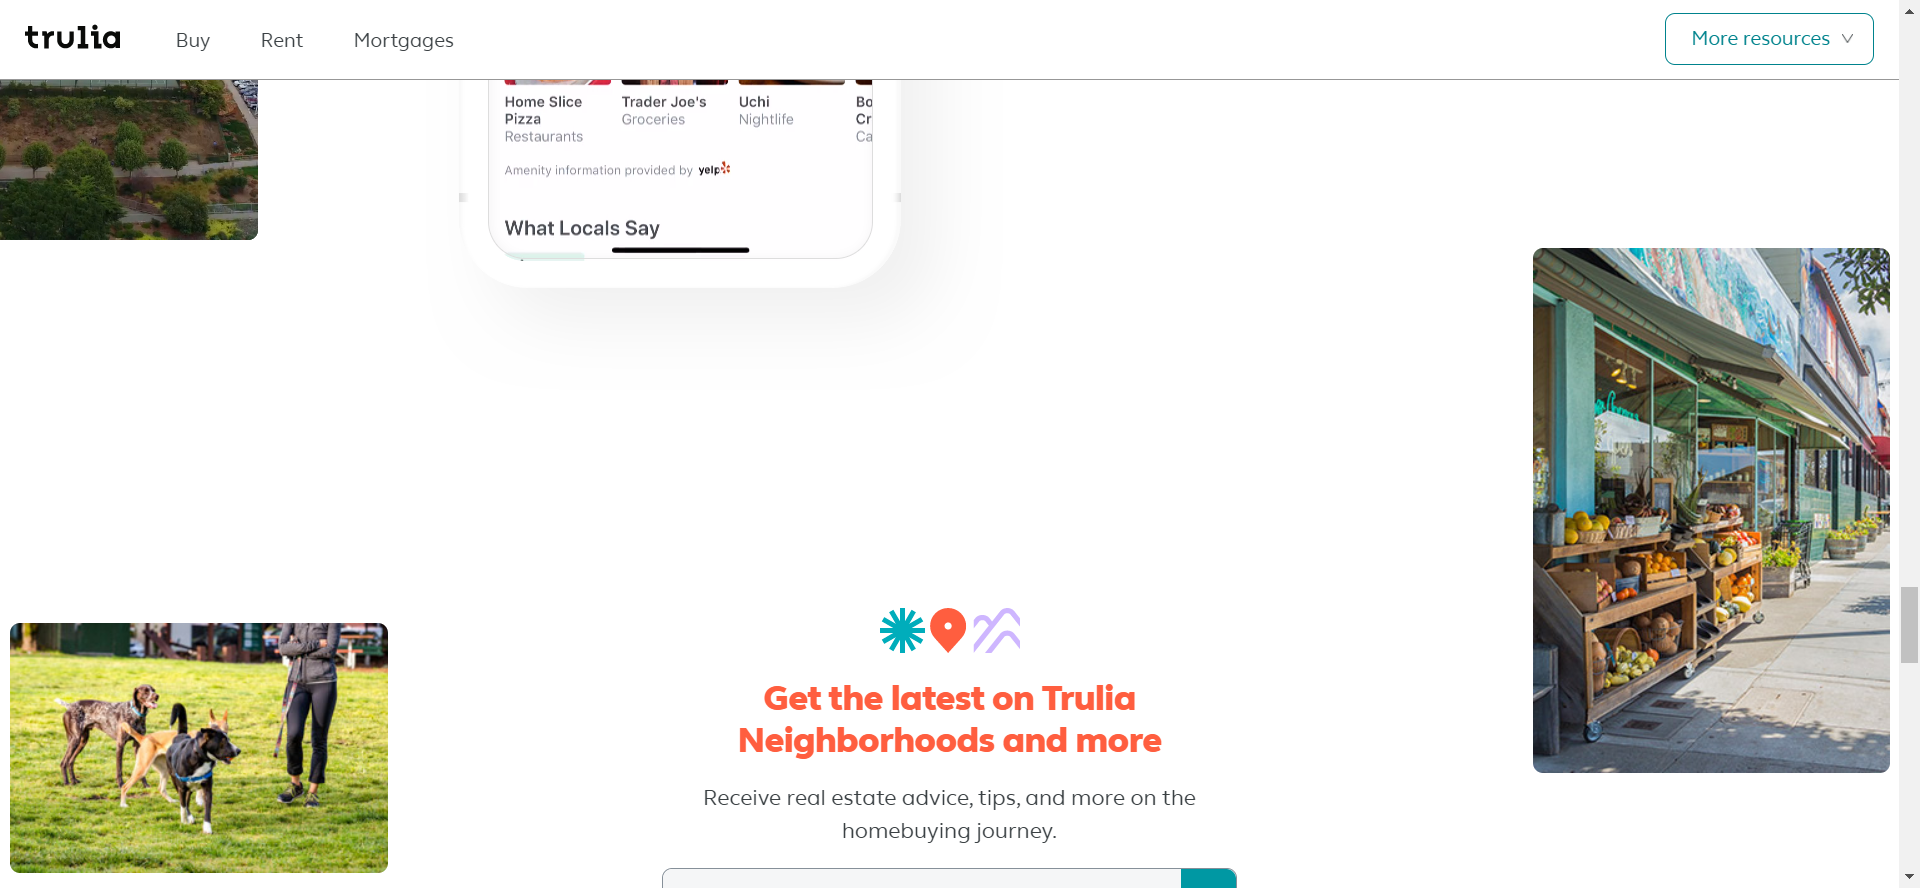 trulia
Buy
Rent
Mortgages
More resources
Home Slice
Pizza
Restaurants
Trader Joe's
Groceries
Uchi
Nightlife
Bo
Cr
Ca
Amenity information provided by yelp
What Locals Say
Get the latest on Trulia
Neighborhoods and more
Receive real estate advice, tips, and more on the
homebuying journey.